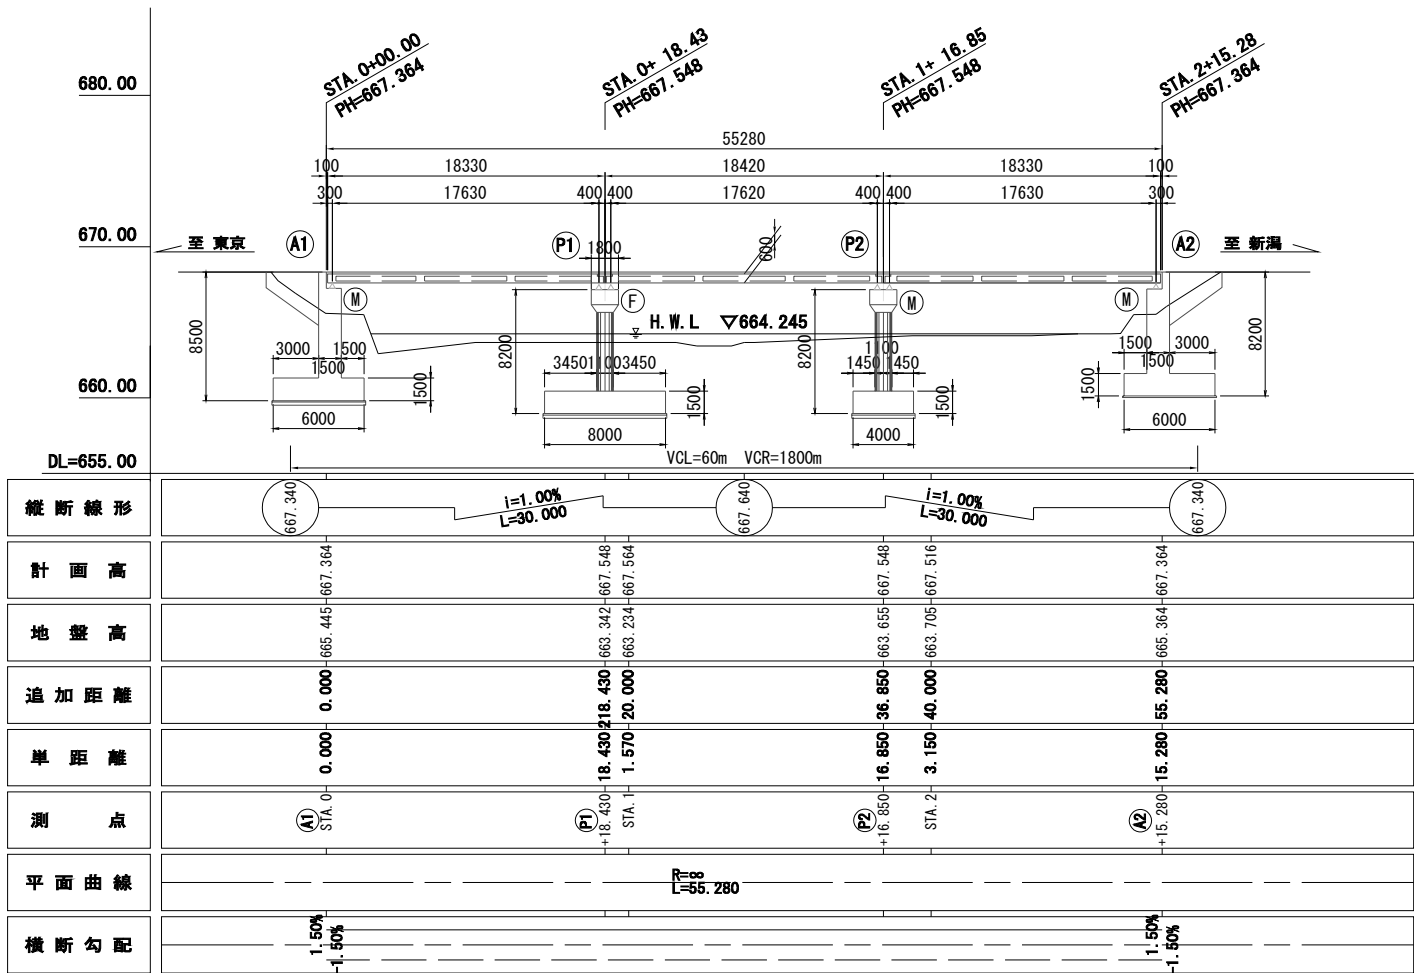 STA. 0+00.00
PH=667.364
STA. 0+ 18.43
PH=667.548
STA. 1+ 16.85
PH=667.548
STA. 2+15.28
PH=667.364
680.00
55280
100 18330 18420 18330 100
300 17630 400 400 17620 400 400 17630 300
670.00
至 東京 A1 P1 1800 P2 A2 至 新潟
600
M F M M
H.W.L ▽664.245
8500 8200 8200 8200
3000 1500
1500
1500
6000
3450 1100 3450
1500
8000
1100
1450 1450
1500
4000
1500 3000
1500
1500
6000
660.00
DL=655.00
VCL=60m VCR=1800m
縦断線形 667.340 i=1.00% L=30.000 667.640 i=1.00% L=30.000 667.340
計画高 667.364 667.548 667.564 667.548 667.516 667.364
地盤高 665.445 663.342 663.234 663.655 663.705 665.364
追加距離 0.000 218.430 20.000 36.850 40.000 55.280
単距離 0.000 18.430 1.570 16.850 3.150 15.280
測点 A1 STA.0 P1 +18.430 STA.1 P2 +16.850 STA.2 A2 +15.280
平面曲線 R=∞
L=55.280
横断勾配 1.50% -1.50% 1.50% -1.50%